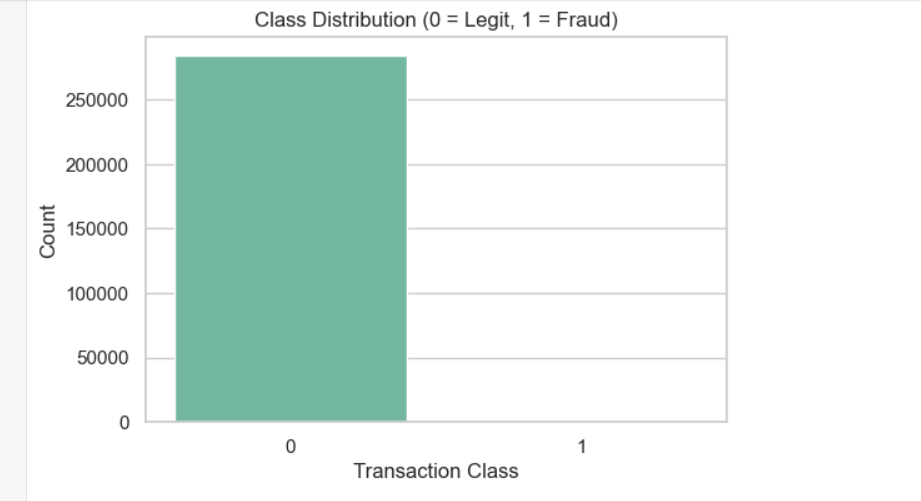 Class Distribution (0 = Legit, 1 = Fraud)
250000
200000
150000
100000
50000
0
Count
0 1
Transaction Class